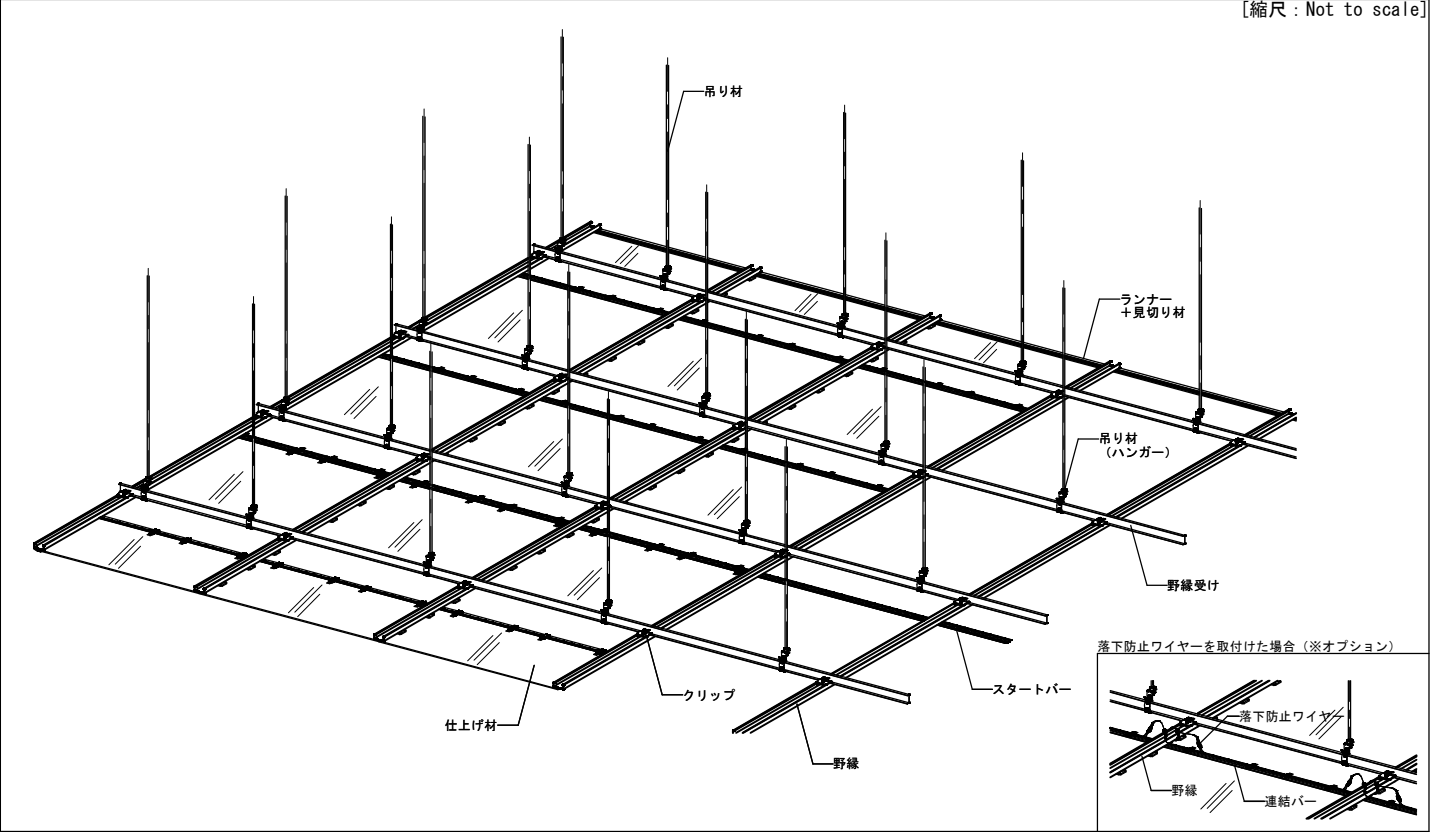 [縮尺：Not to scale]
吊り材
ランナー
＋見切り材
吊り材
(ハンガー)
野縁受け
スタートバー
クリップ
仕上げ材
野縁
落下防止ワイヤーを取付けた場合（※オプション）
落下防止ワイヤー
野縁
連結バー